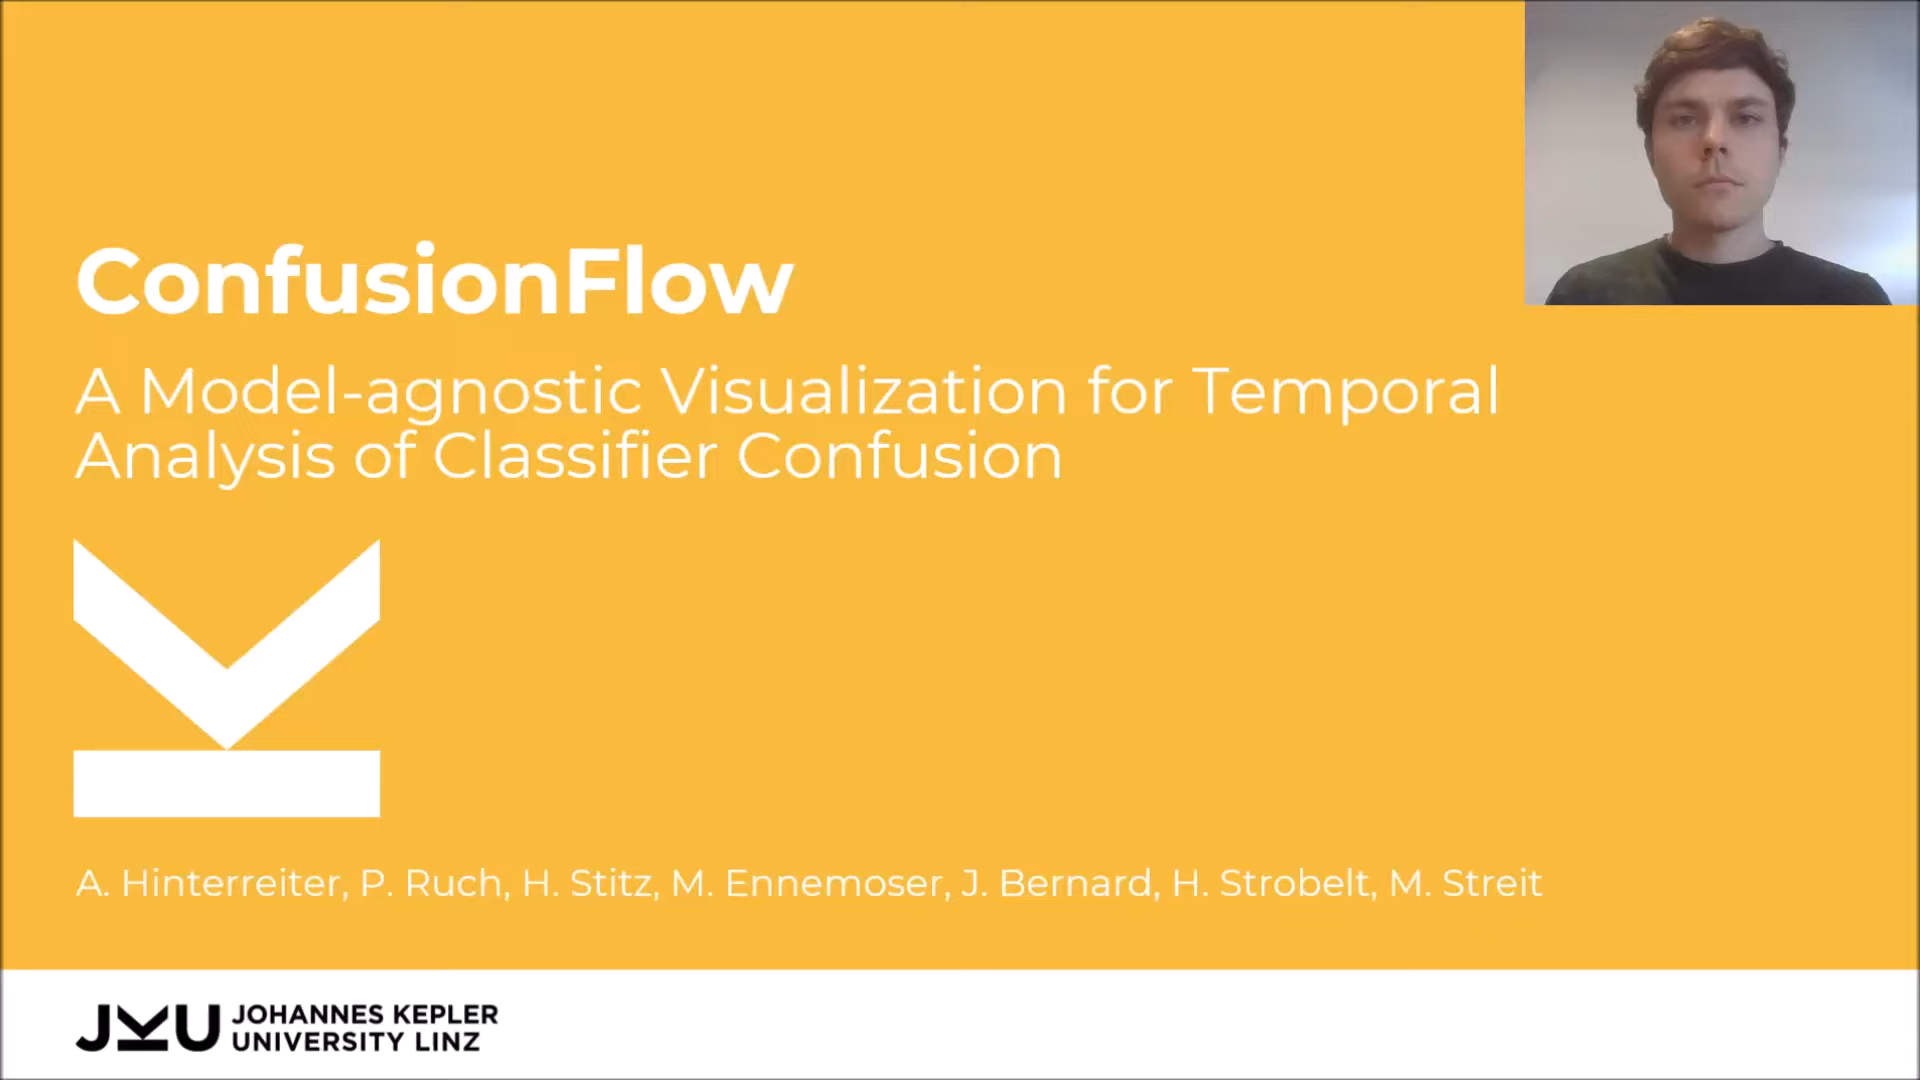 ConfusionFlow
A Model-agnostic Visualization for Temporal
Analysis of Classifier Confusion
A. Hinterreiter, P. Ruch, H. Stitz, M. Ennemoser, J. Bernard, H. Strobelt, M. Streit
JKU JOHANNES KEPLER
UNIVERSITY LINZ